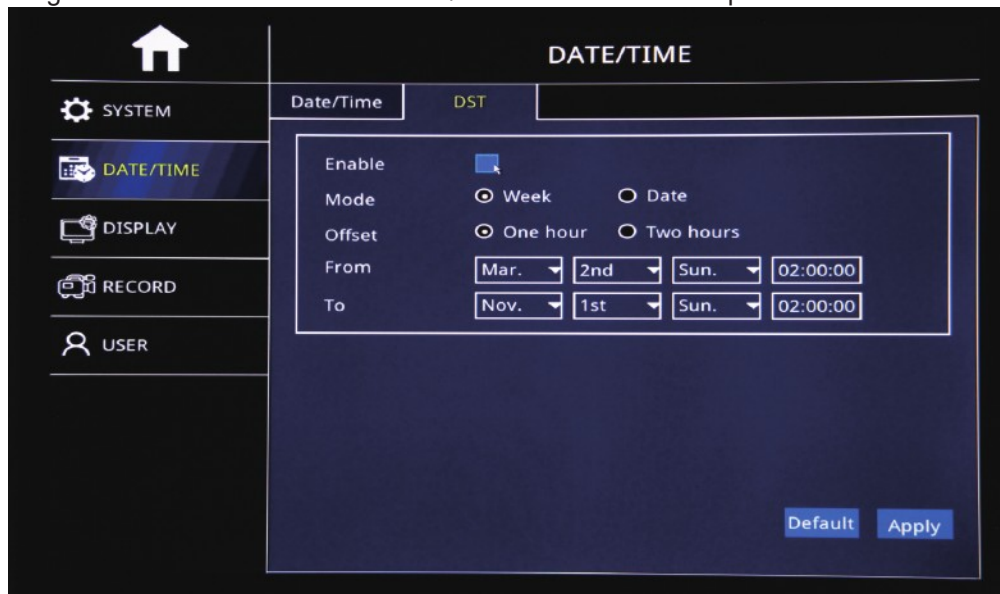 DATE/TIME
SYSTEM
DATE/TIME
DISPLAY
RECORD
USER
Date/Time DST
Enable
Mode Week Date
Offset One hour Two hours
From Mar. 2nd Sun. 02:00:00
To Nov. 1st Sun. 02:00:00
Default Apply